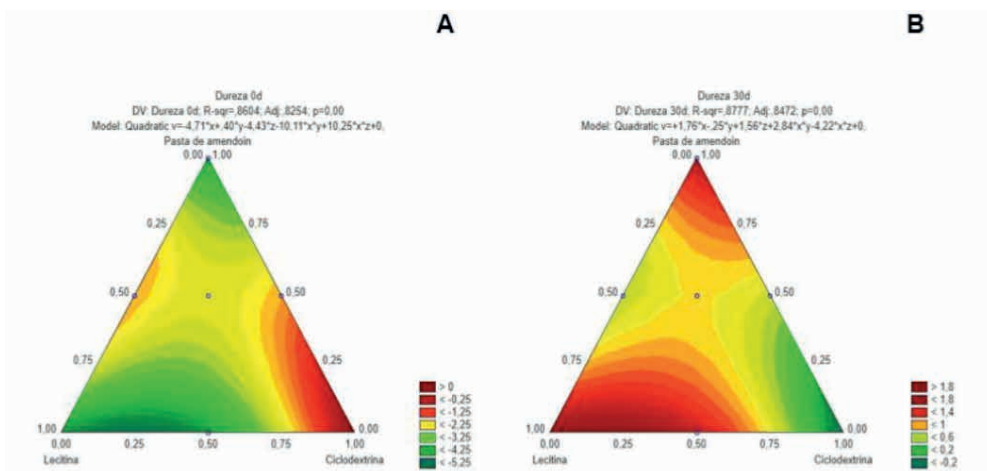 A
Dureza 0d
DV: Dureza 0d; R-sqr=,8604; Adj:,8254; p=0,00
Model: Quadratic v=-4,71*x+,40*y-4,43*z-10,11*x*y+10,25*x*z+0,
Pasta de amendoin
0,00 1,00
0,25 0,75
0,50 0,50
0,75 0,25
1,00 0,00
0,00 0,25 0,50 0,75 1,00
Lecitina Ciclodextrina
> 0
< -0,25
< -1,25
< -2,25
< -3,25
< -4,25
< -5,25
B
Dureza 30d
DV: Dureza 30d; R-sqr=,8777; Adj:,8472; p=0,00
Model: Quadratic v=+1,76*x-,25*y+1,56*z+2,84*x*y-4,22*x*z+0,
Pasta de amendoin
0,00 1,00
0,25 0,75
0,50 0,50
0,75 0,25
1,00 0,00
0,00 0,25 0,50 0,75 1,00
Lecitina Ciclodextrina
> 1,8
< 1,8
< 1,4
< 1
< 0,6
< 0,2
< -0,2